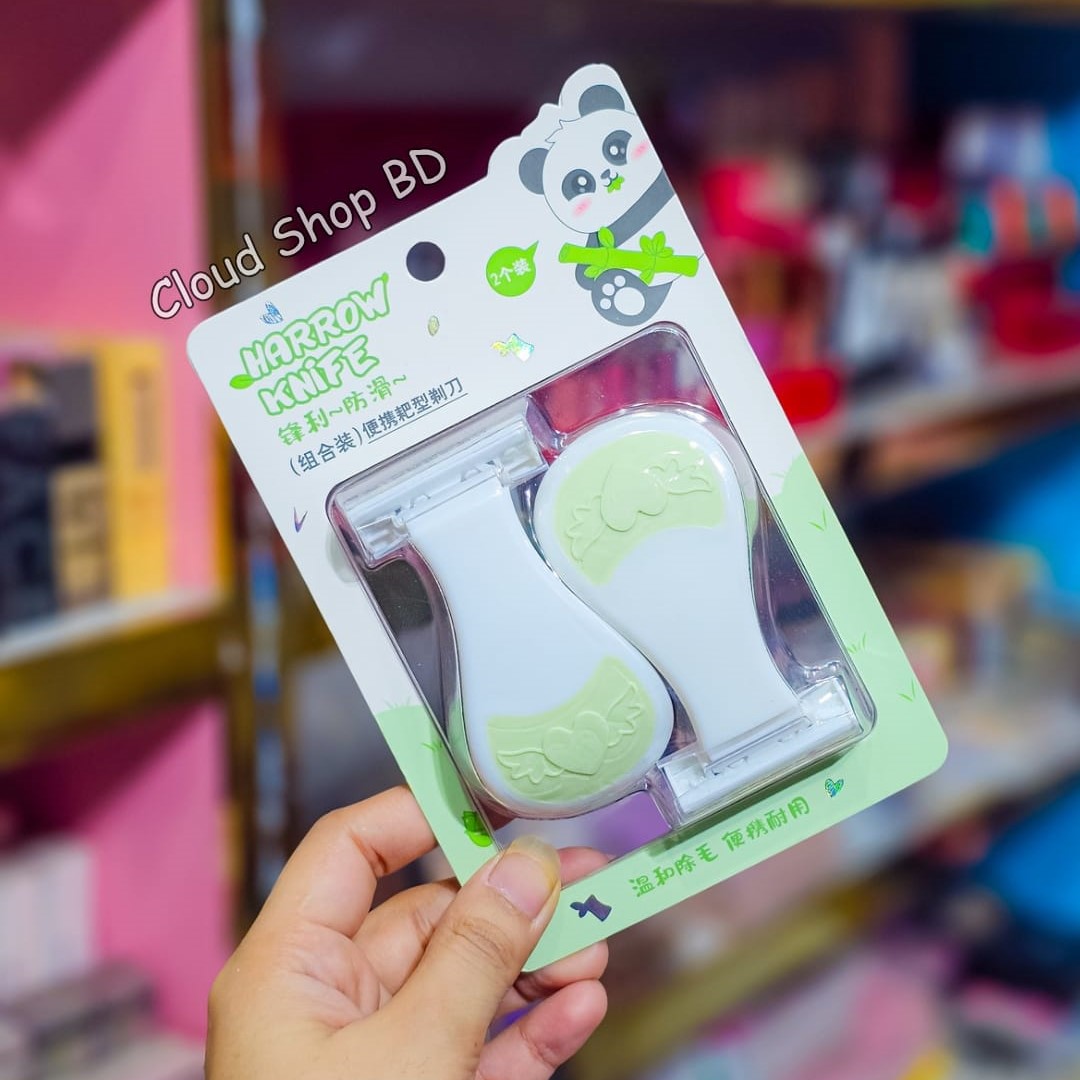 Cloud Shop BD
2个装
HARROW
KNIFE
锋利~防滑~
(组合装)便携耙型剃刀
温和除毛 便携耐用